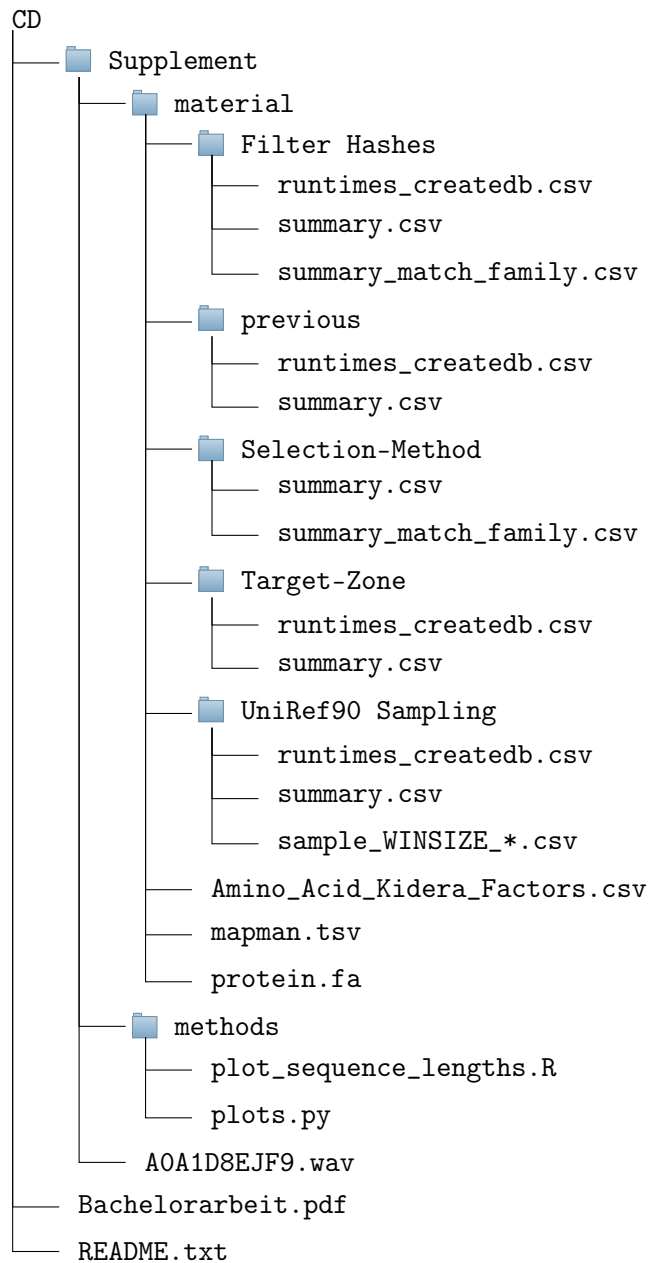 CD
Supplement
material
Filter Hashes
runtimes_createdb.csv
summary.csv
summary_match_family.csv
previous
runtimes_createdb.csv
summary.csv
Selection-Method
summary.csv
summary_match_family.csv
Target-Zone
runtimes_createdb.csv
summary.csv
UniRef90 Sampling
runtimes_createdb.csv
summary.csv
sample_WINSIZE_*.csv
Amino_Acid_Kidera_Factors.csv
mapman.tsv
protein.fa
methods
plot_sequence_lengths.R
plots.py
A0A1D8EJF9.wav
Bachelorarbeit.pdf
README.txt